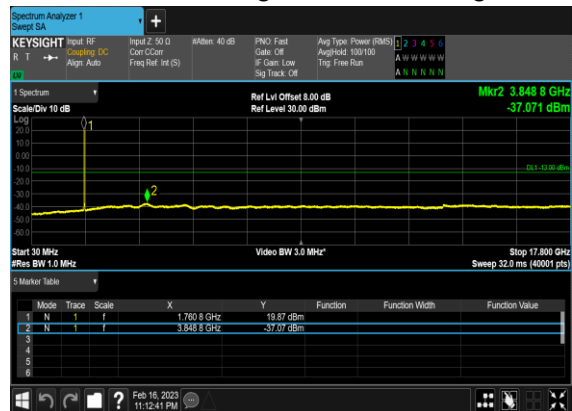 Spectrum Analyzer 1
Swept SA
+
KEYSIGHT Input: RF Input Z: 50 Ω #Atten: 40 dB PNO: Fast Avg Type: Power (RMS) 1 2 3 4 5 6
R T Coupling: DC Corr CCorr Gate: Off Avg|Hold: 100/100 A W W W W W
Align: Auto Freq Ref: Int (S) IF Gain: Low Trig: Free Run
LV Sig Track: Off A N N N N N
1 Spectrum Ref Lvl Offset 8.00 dB Mkr2 3.848 8 GHz
Scale/Div 10 dB Ref Level 30.00 dBm -37.071 dBm
Log
20.0
10.0
0.00
-10.0
-20.0
-30.0
-40.0
-50.0
-60.0
1
DL1 -13.00 dBm
2
Start 30 MHz Video BW 3.0 MHz* Stop 17.800 GHz
#Res BW 1.0 MHz Sweep 32.0 ms (40001 pts)
5 Marker Table
Mode Trace Scale X Y Function Function Width Function Value
1 N 1 f 1.760 8 GHz 19.87 dBm
2 N 1 f 3.848 8 GHz -37.07 dBm
3
4
5
6
? Feb 16, 2023
11:12:41 PM